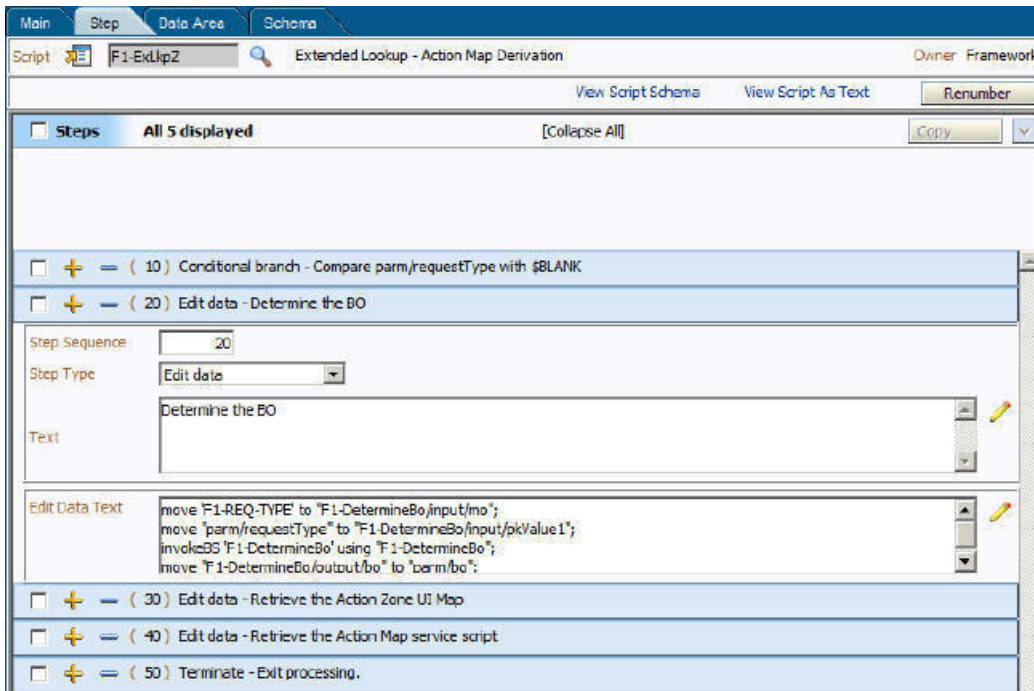 Main Step Data Area Schema
Script F1-ExLkpZ Extended Lookup - Action Map Derivation Owner Framework
View Script Schema View Script As Text Renumber
Steps All 5 displayed [Collapse All] Copy
( 10 ) Conditional branch - Compare parm/requestType with $BLANK
( 20 ) Edit data - Determine the BO
Step Sequence 20
Step Type Edit data
Determine the BO
Text
Edit Data Text move 'F1-REQ-TYPE' to "F1-DetermineBo/input/mo";
move "parm/requestType" to "F1-DetermineBo/input/pkValue1";
invokeBS 'F1-DetermineBo' using "F1-DetermineBo";
move "F1-DetermineBo/output/bo" to "parm/bo";
( 30 ) Edit data - Retrieve the Action Zone UI Map
( 40 ) Edit data - Retrieve the Action Map service script
( 50 ) Terminate - Exit processing.